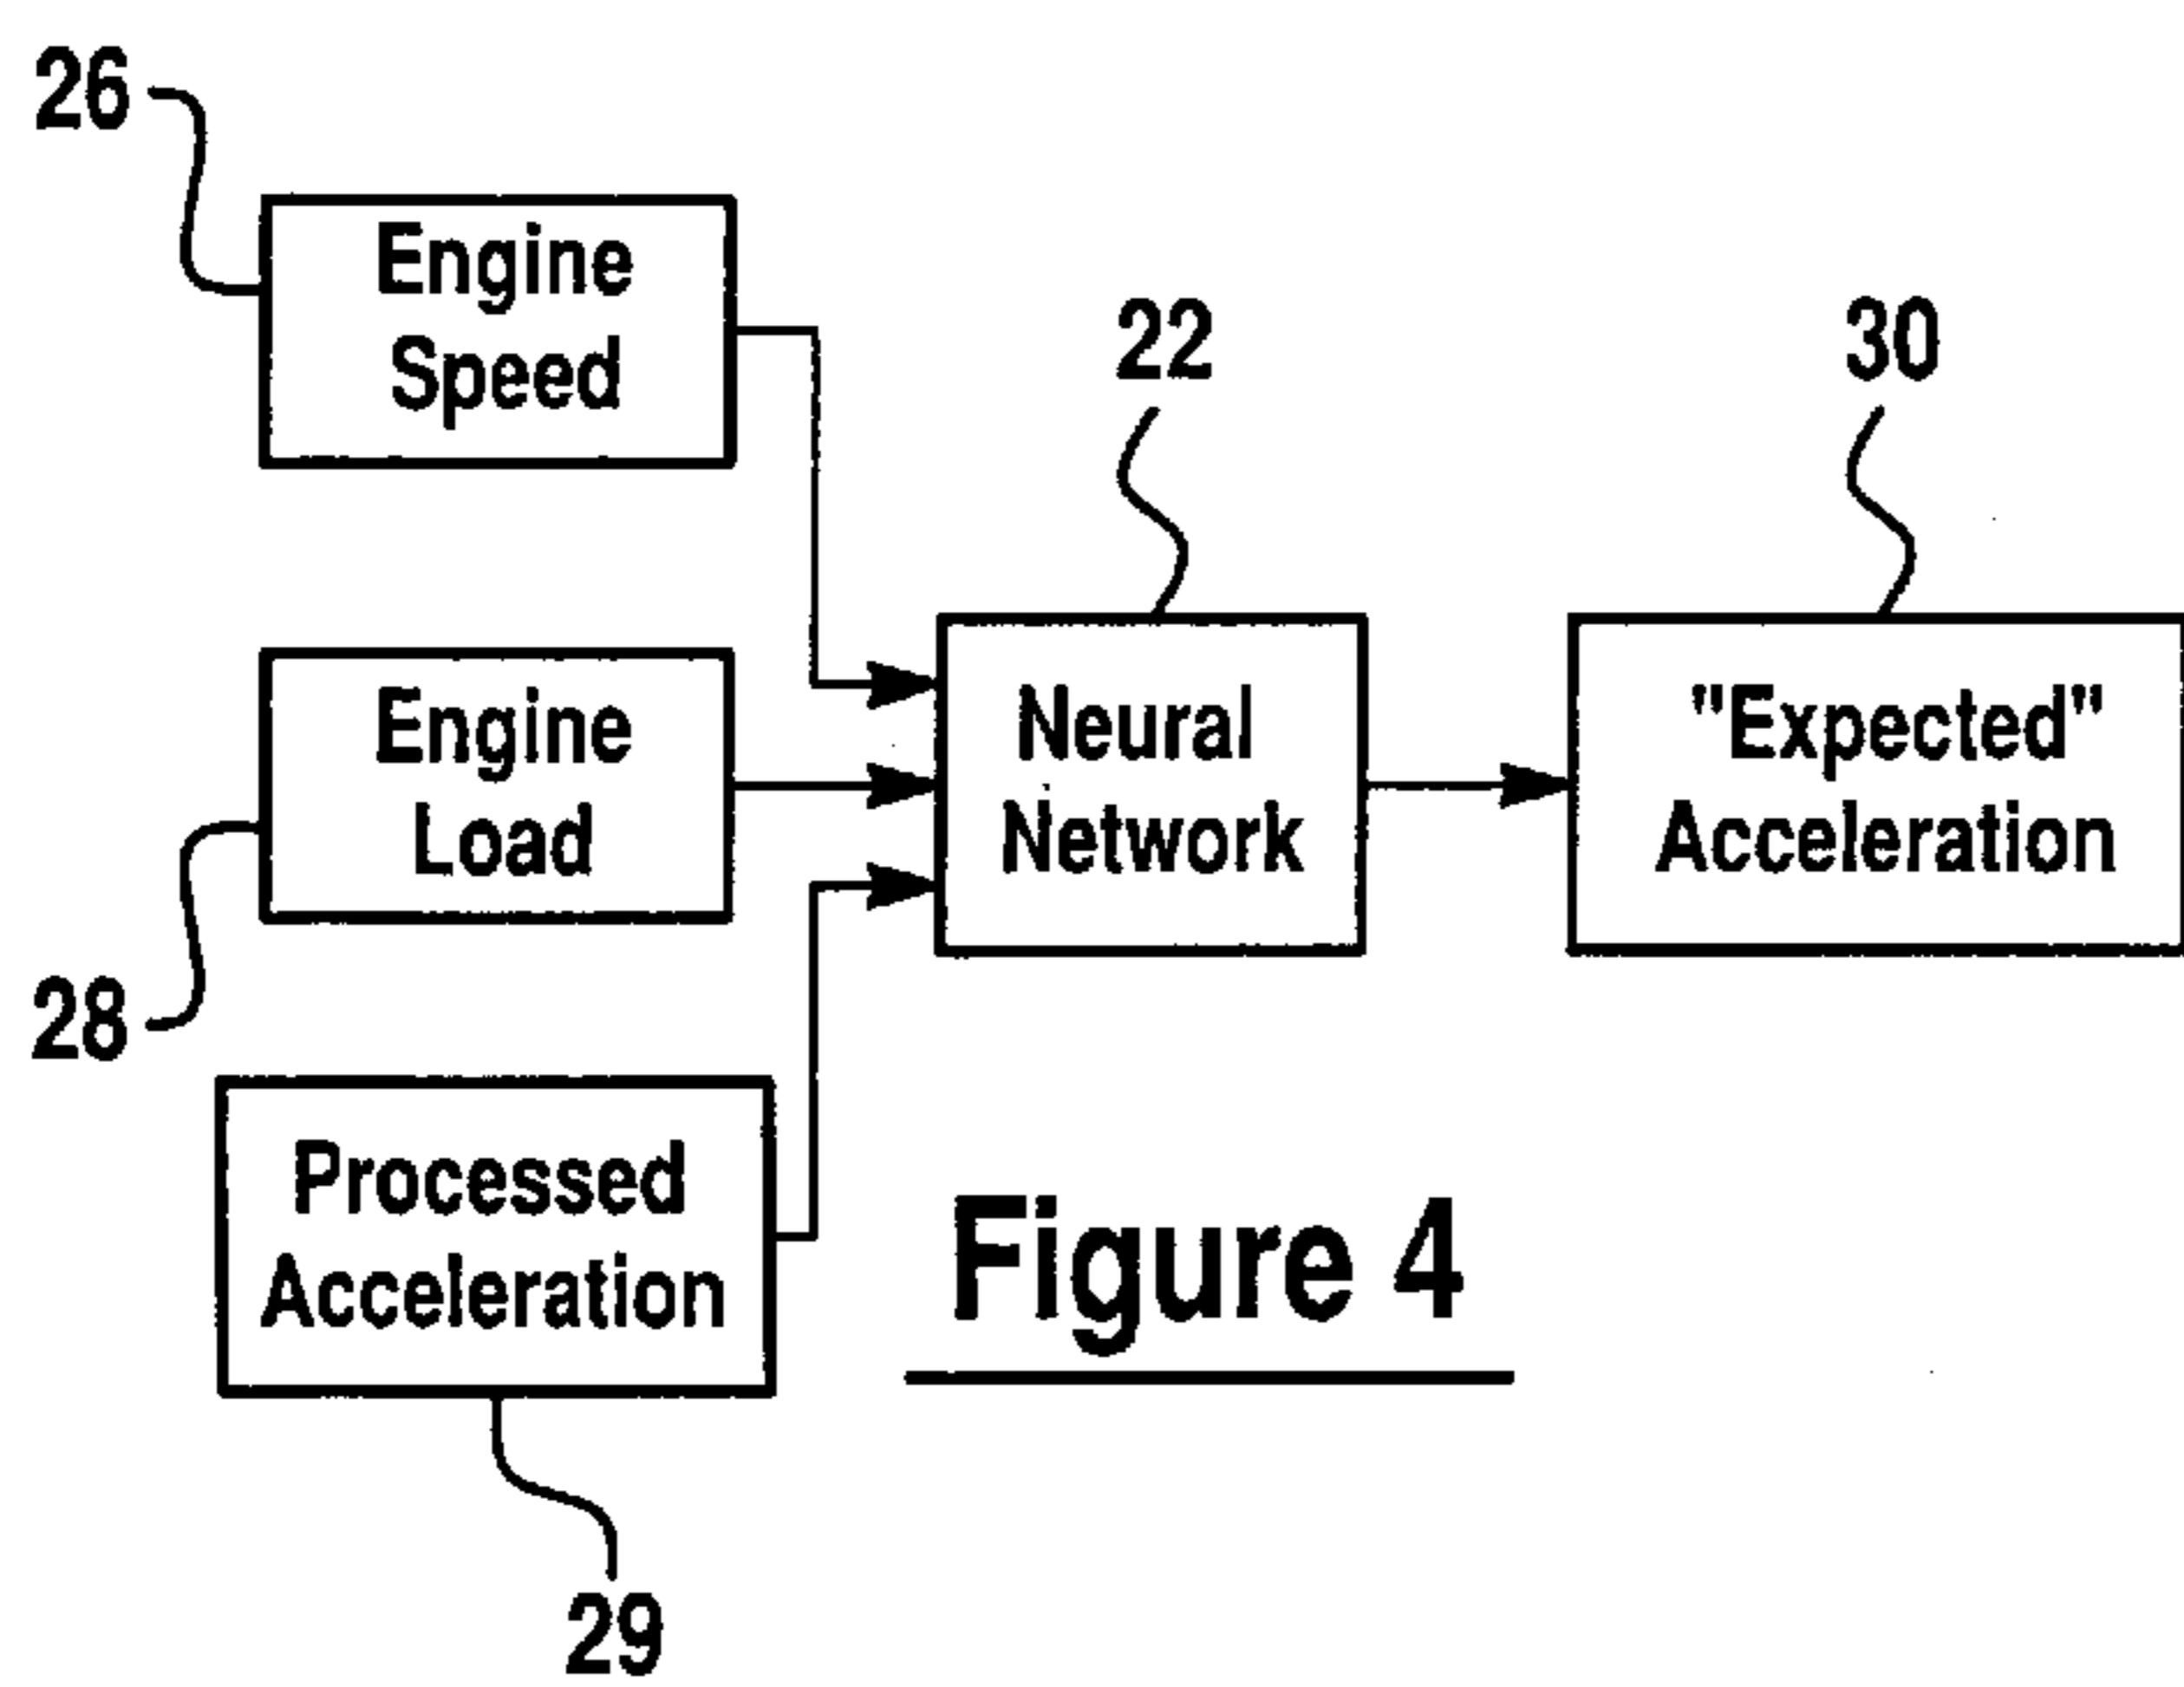 26
Engine
Speed
22
30
Engine
Load
Neural
Network
"Expected"
Acceleration
28
Processed
Acceleration
Figure 4
29